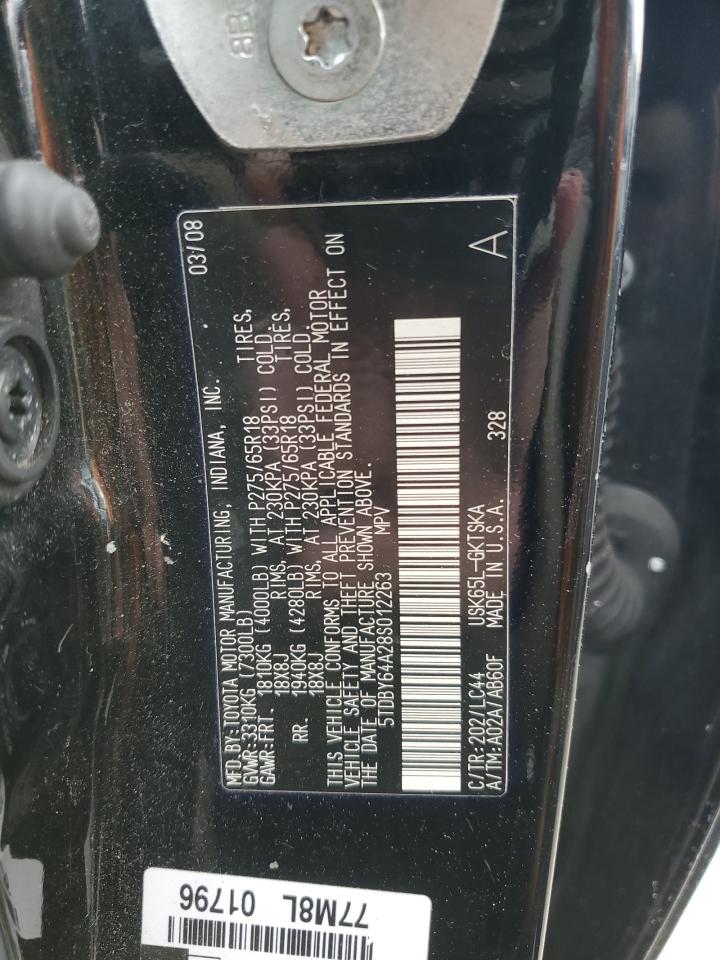 MFD.BY:TOYOTA MOTOR MANUFACTURING, INDIANA, INC. 03/08
GVWR:3310KG(7300LB)
GAWR:FRT. 1810KG(4000LB) WITH P275/65R18 TIRES,
18X8J RIMS, AT 230KPA(33PSI) COLD
RR. 1940KG(4280LB) WITH P275/65R18 TIRES,
18X8J RIMS, AT 230KPA(33PSI) COLD.
THIS VEHICLE CONFORMS TO ALL APPLICABLE FEDERAL MOTOR
VEHICLE SAFETY AND THEFT PREVENTION STANDARDS IN EFFECT ON
THE DATE OF MANUFACTURE SHOWN ABOVE.
5TDBY64A28S012263 MPV
C/TR:202/LC44 USK65L-GKTSKA 328 A
A/TM:A02A/AB60F MADE IN U.S.A.
77M8L 01796
8B